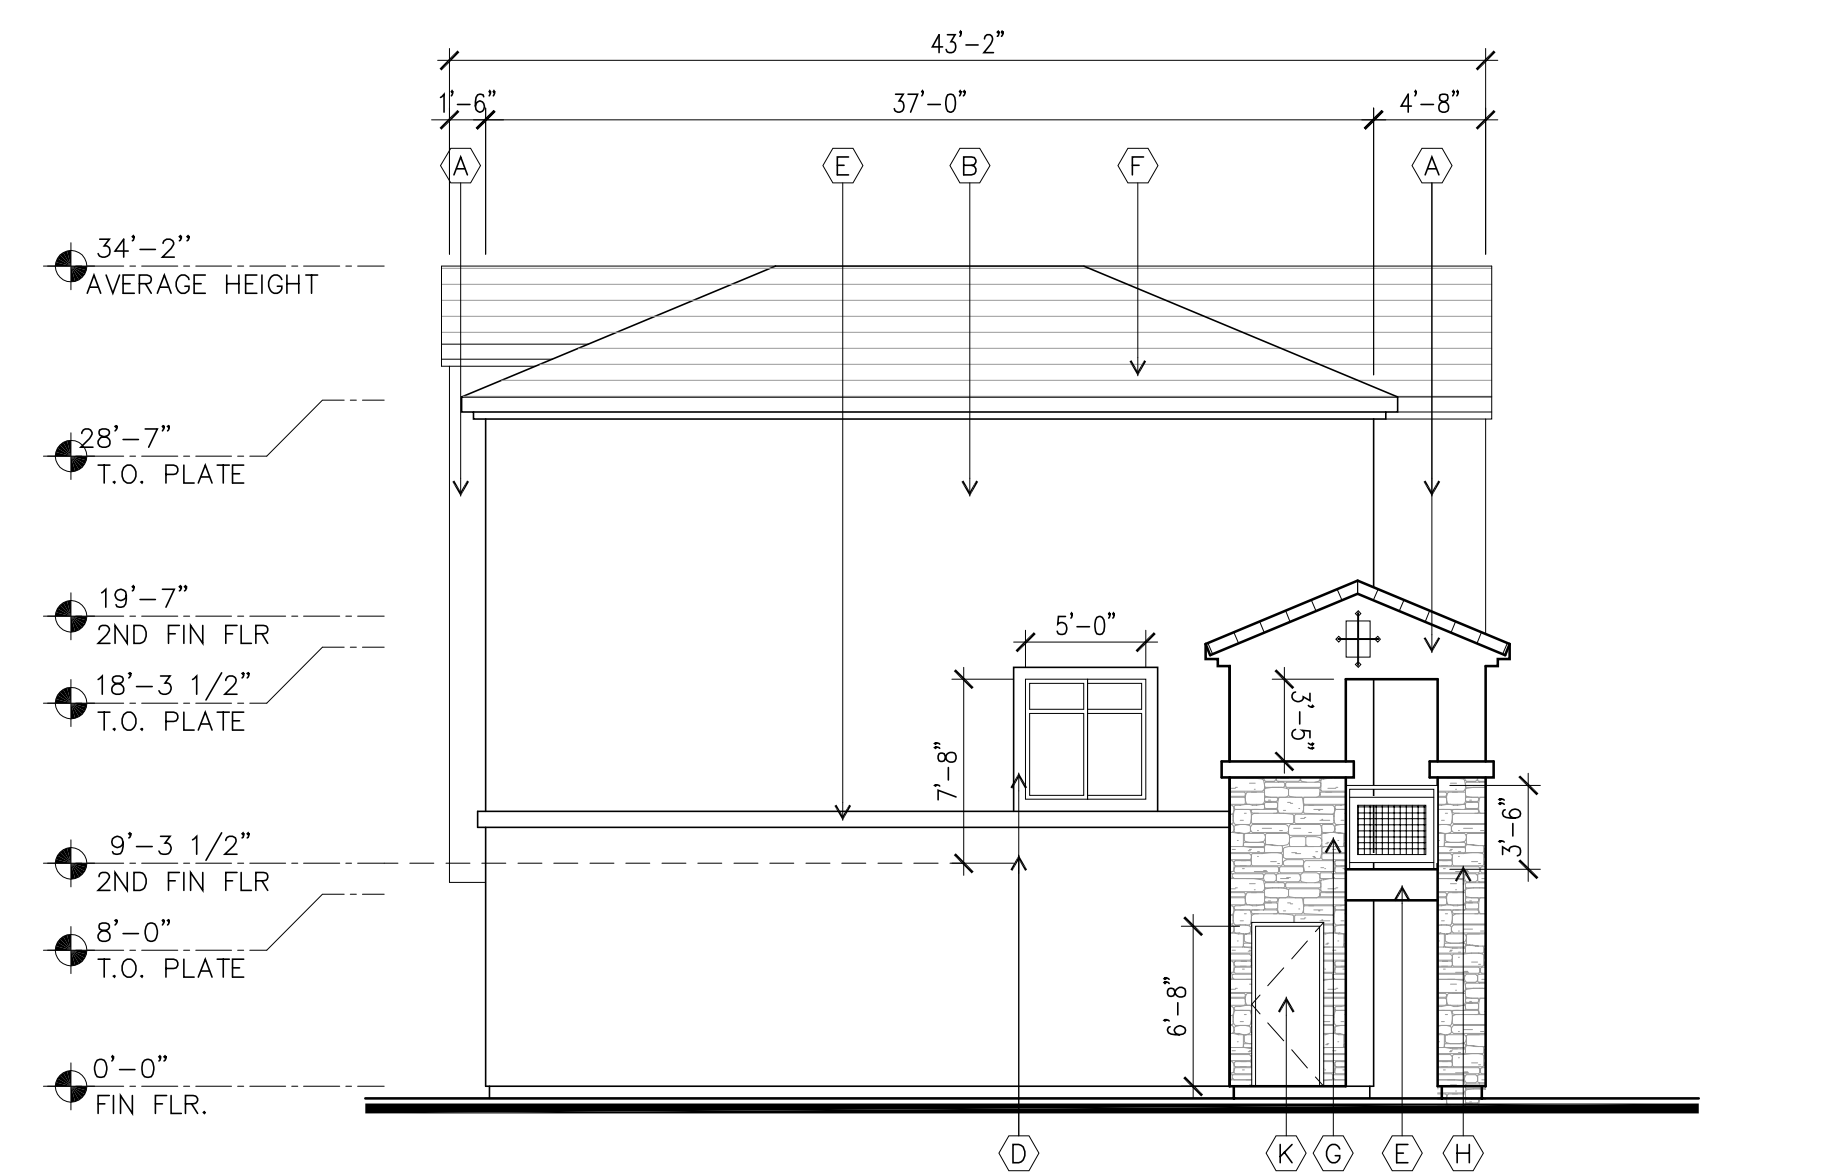 43'-2"
1'-6" 37'-0" 4'-8"
A E B F A
34'-2''
AVERAGE HEIGHT
28'-7"
T.O. PLATE
19'-7"
2ND FIN FLR
5'-0"
18'-3 1/2"
T.O. PLATE
3'-5"
7'-8"
3'-6"
9'-3 1/2"
2ND FIN FLR
8'-0"
T.O. PLATE
6'-8"
0'-0"
FIN FLR.
D K G E H